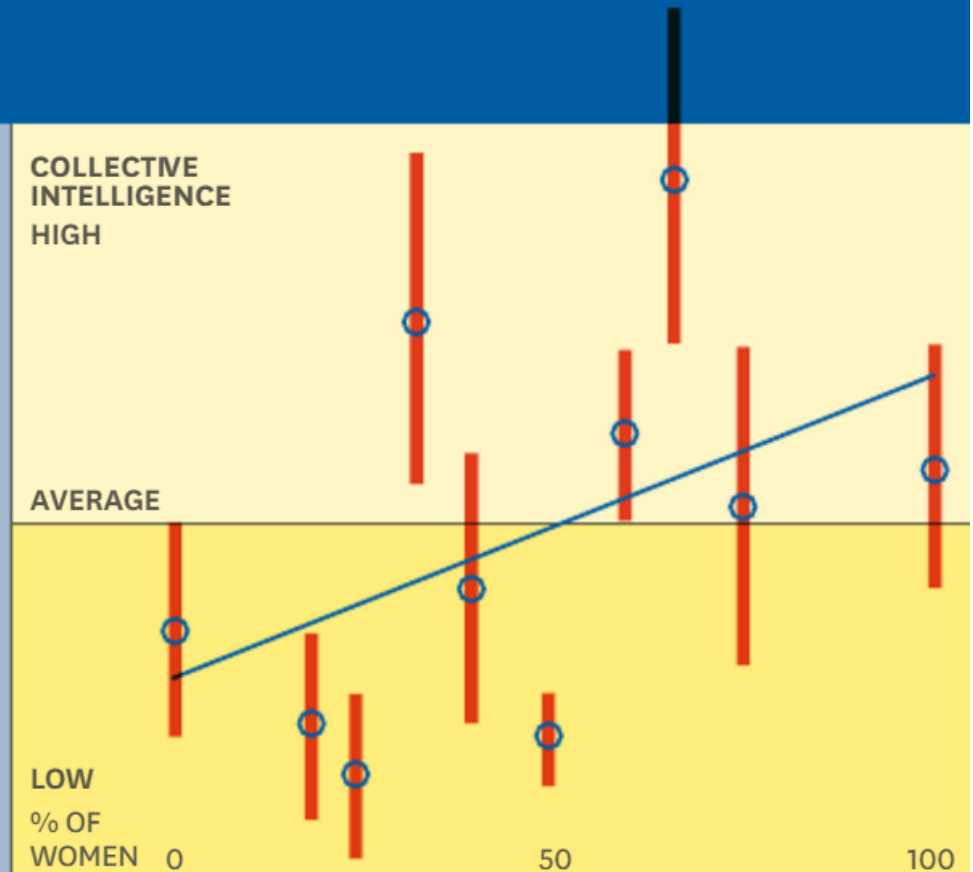 COLLECTIVE
INTELLIGENCE
HIGH
AVERAGE
LOW
% OF
WOMEN 0 50 100